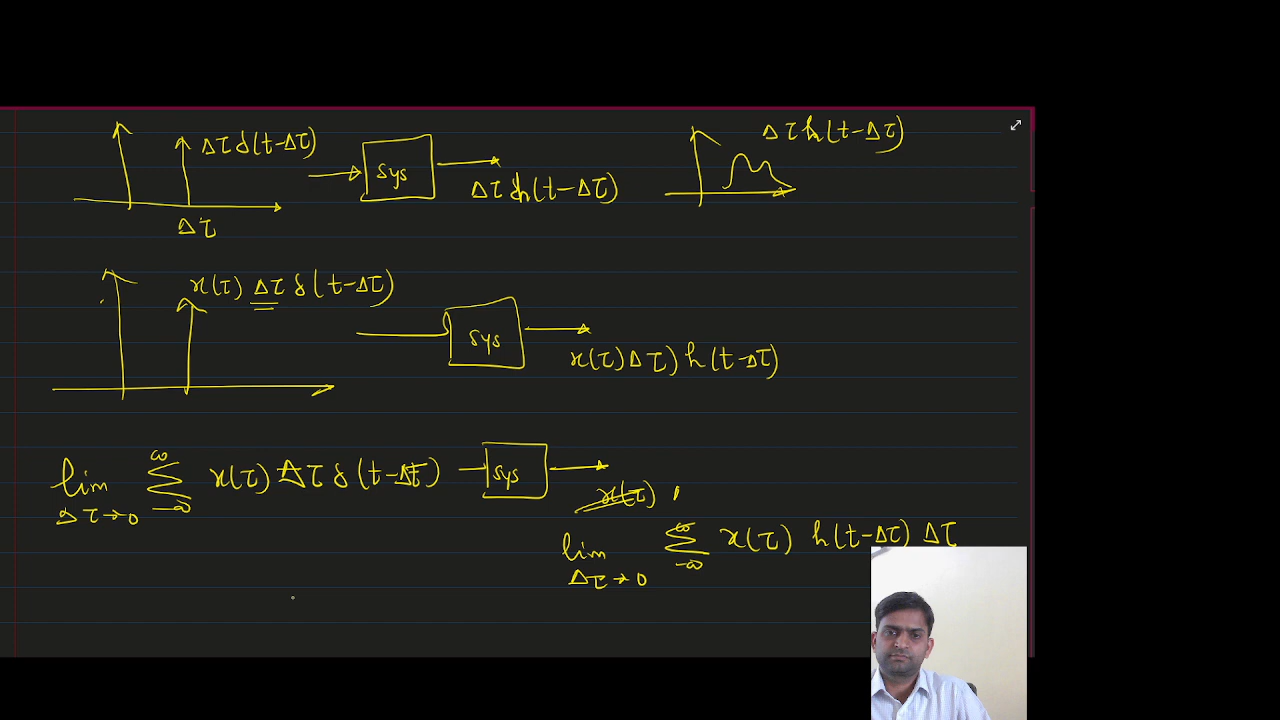 Δτ δ(t-Δτ)
Sys
Δτ h(t-Δτ)
Δτ h(t-Δτ)
Δτ
x(τ) Δτ δ(t-Δτ)
Sys
x(τ)Δτ) h(t-Δτ)
lim Δτ→0 ∑ -∞ ∞ x(τ) Δτ δ(t-Δτ)
Sys
x(τ)
lim Δτ→0 ∑ -∞ ∞ x(τ) h(t-Δτ) Δτ